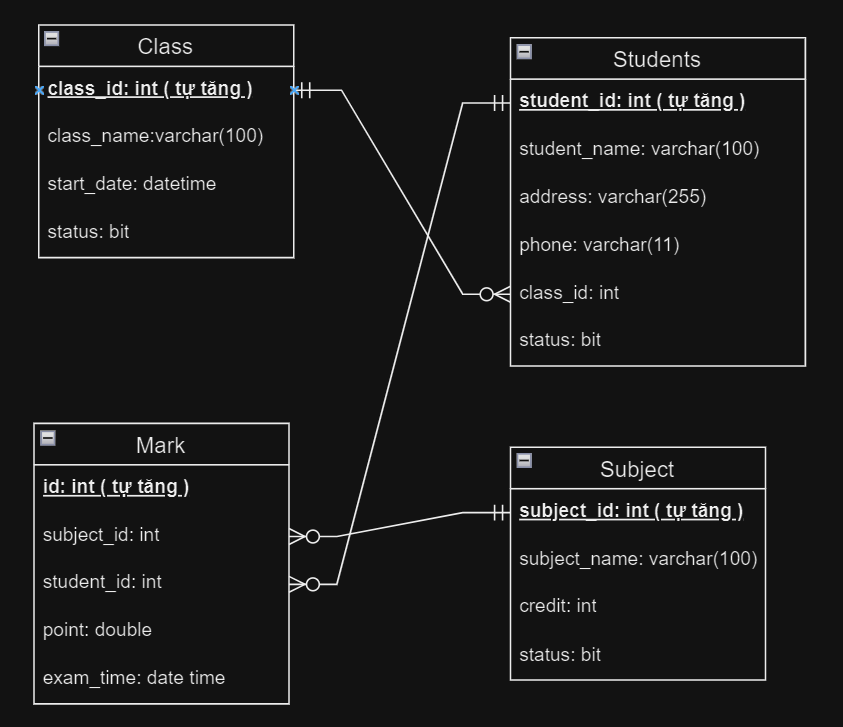 Class
class_id: int ( tự tăng )
class_name:varchar(100)
start_date: datetime
status: bit
Students
student_id: int ( tự tăng )
student_name: varchar(100)
address: varchar(255)
phone: varchar(11)
class_id: int
status: bit
Mark
id: int ( tự tăng )
subject_id: int
student_id: int
point: double
exam_time: date time
Subject
subject_id: int ( tự tăng )
subject_name: varchar(100)
credit: int
status: bit